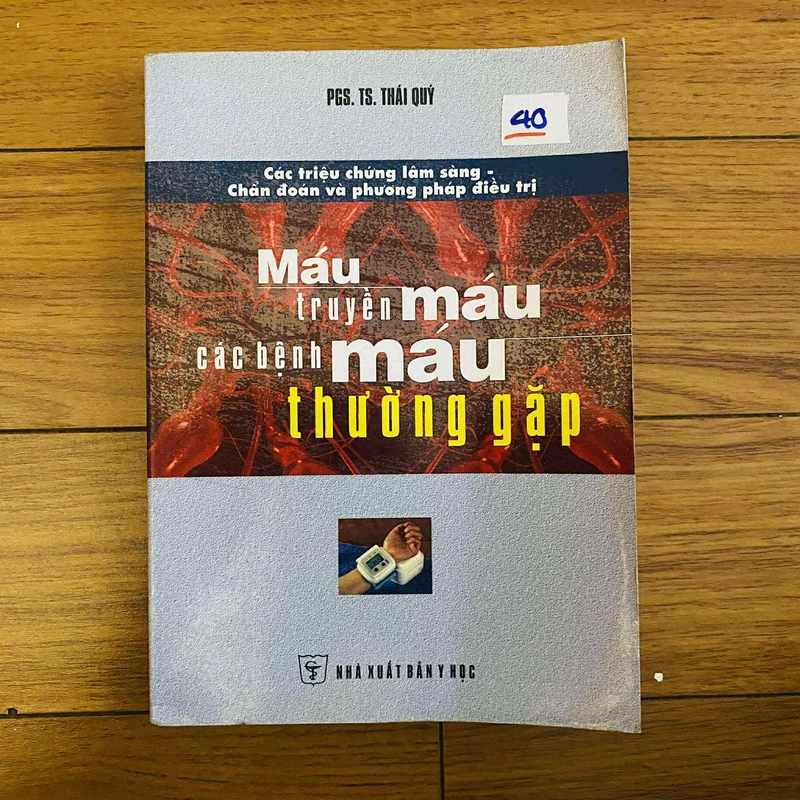 PGS. TS. THÁI QUÝ
40
Các triệu chứng lâm sàng -
Chẩn đoán và phương pháp điều trị
Máu
truyền máu
các bệnh máu
thường gặp
NHÀ XUẤT BẢN Y HỌC